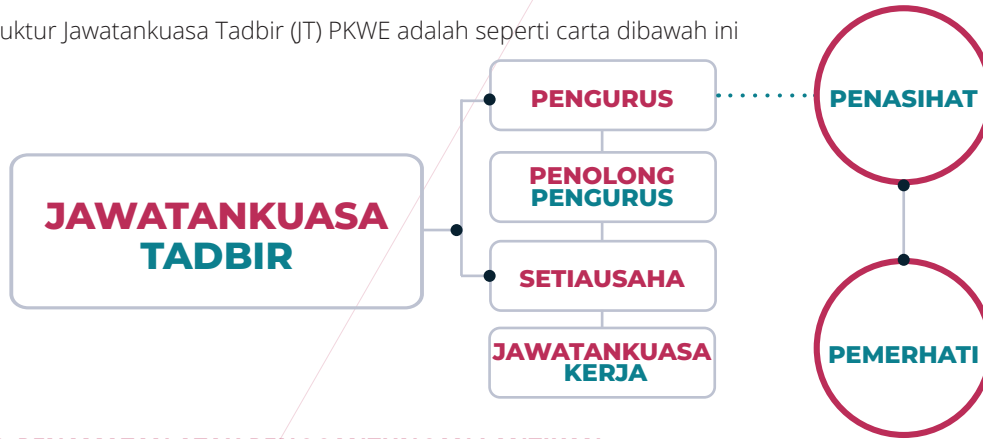 uktur Jawatankuasa Tadbir (JT) PKWE adalah seperti carta dibawah ini
PENGURUS
PENASIHAT
PENOLONG
PENGURUS
JAWATANKUASA
TADBIR
SETIAUSAHA
JAWATANKUASA
KERJA
PEMERHATI